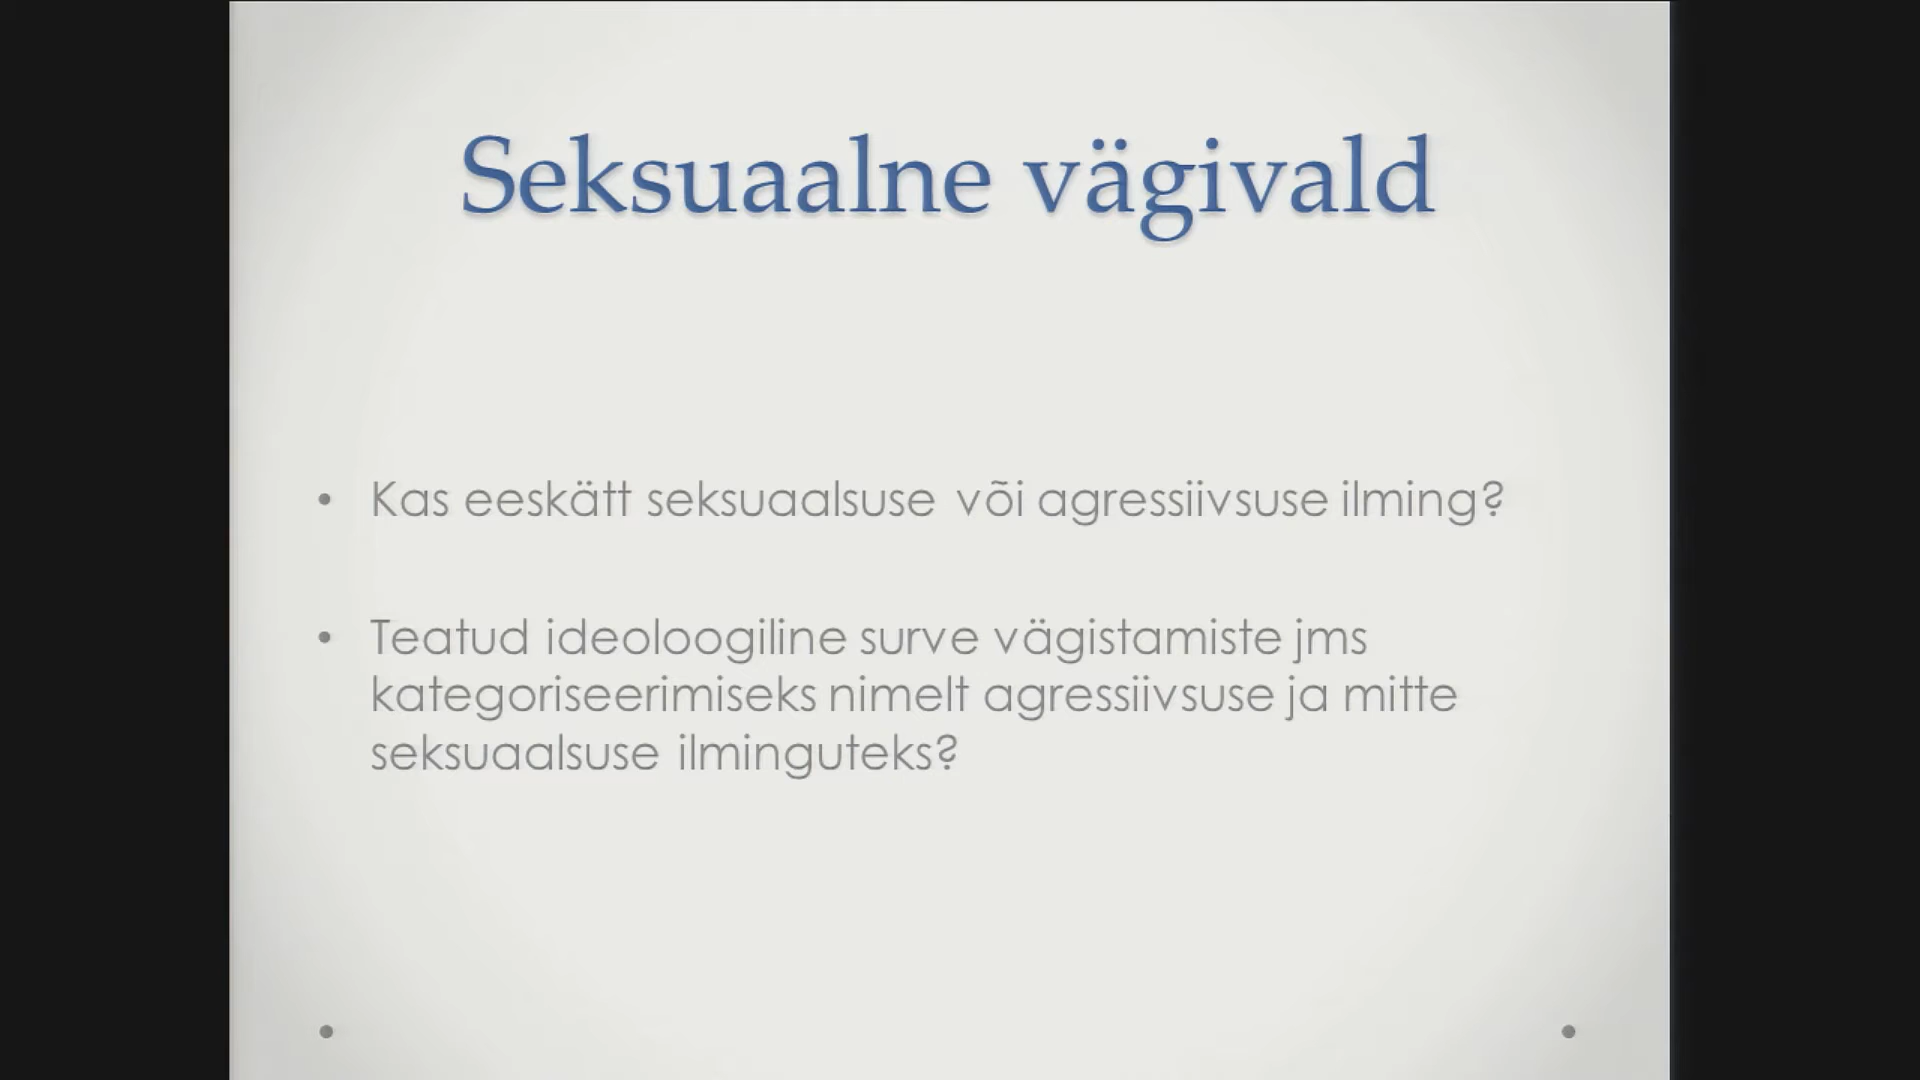 Seksuaalne vägivald
• Kas eeskätt seksuaalsuse või agressiivsuse ilming?
• Teatud ideoloogiline surve vägistamiste jms
kategoriseerimiseks nimelt agressiivsuse ja mitte
seksuaalsuse ilminguteks?